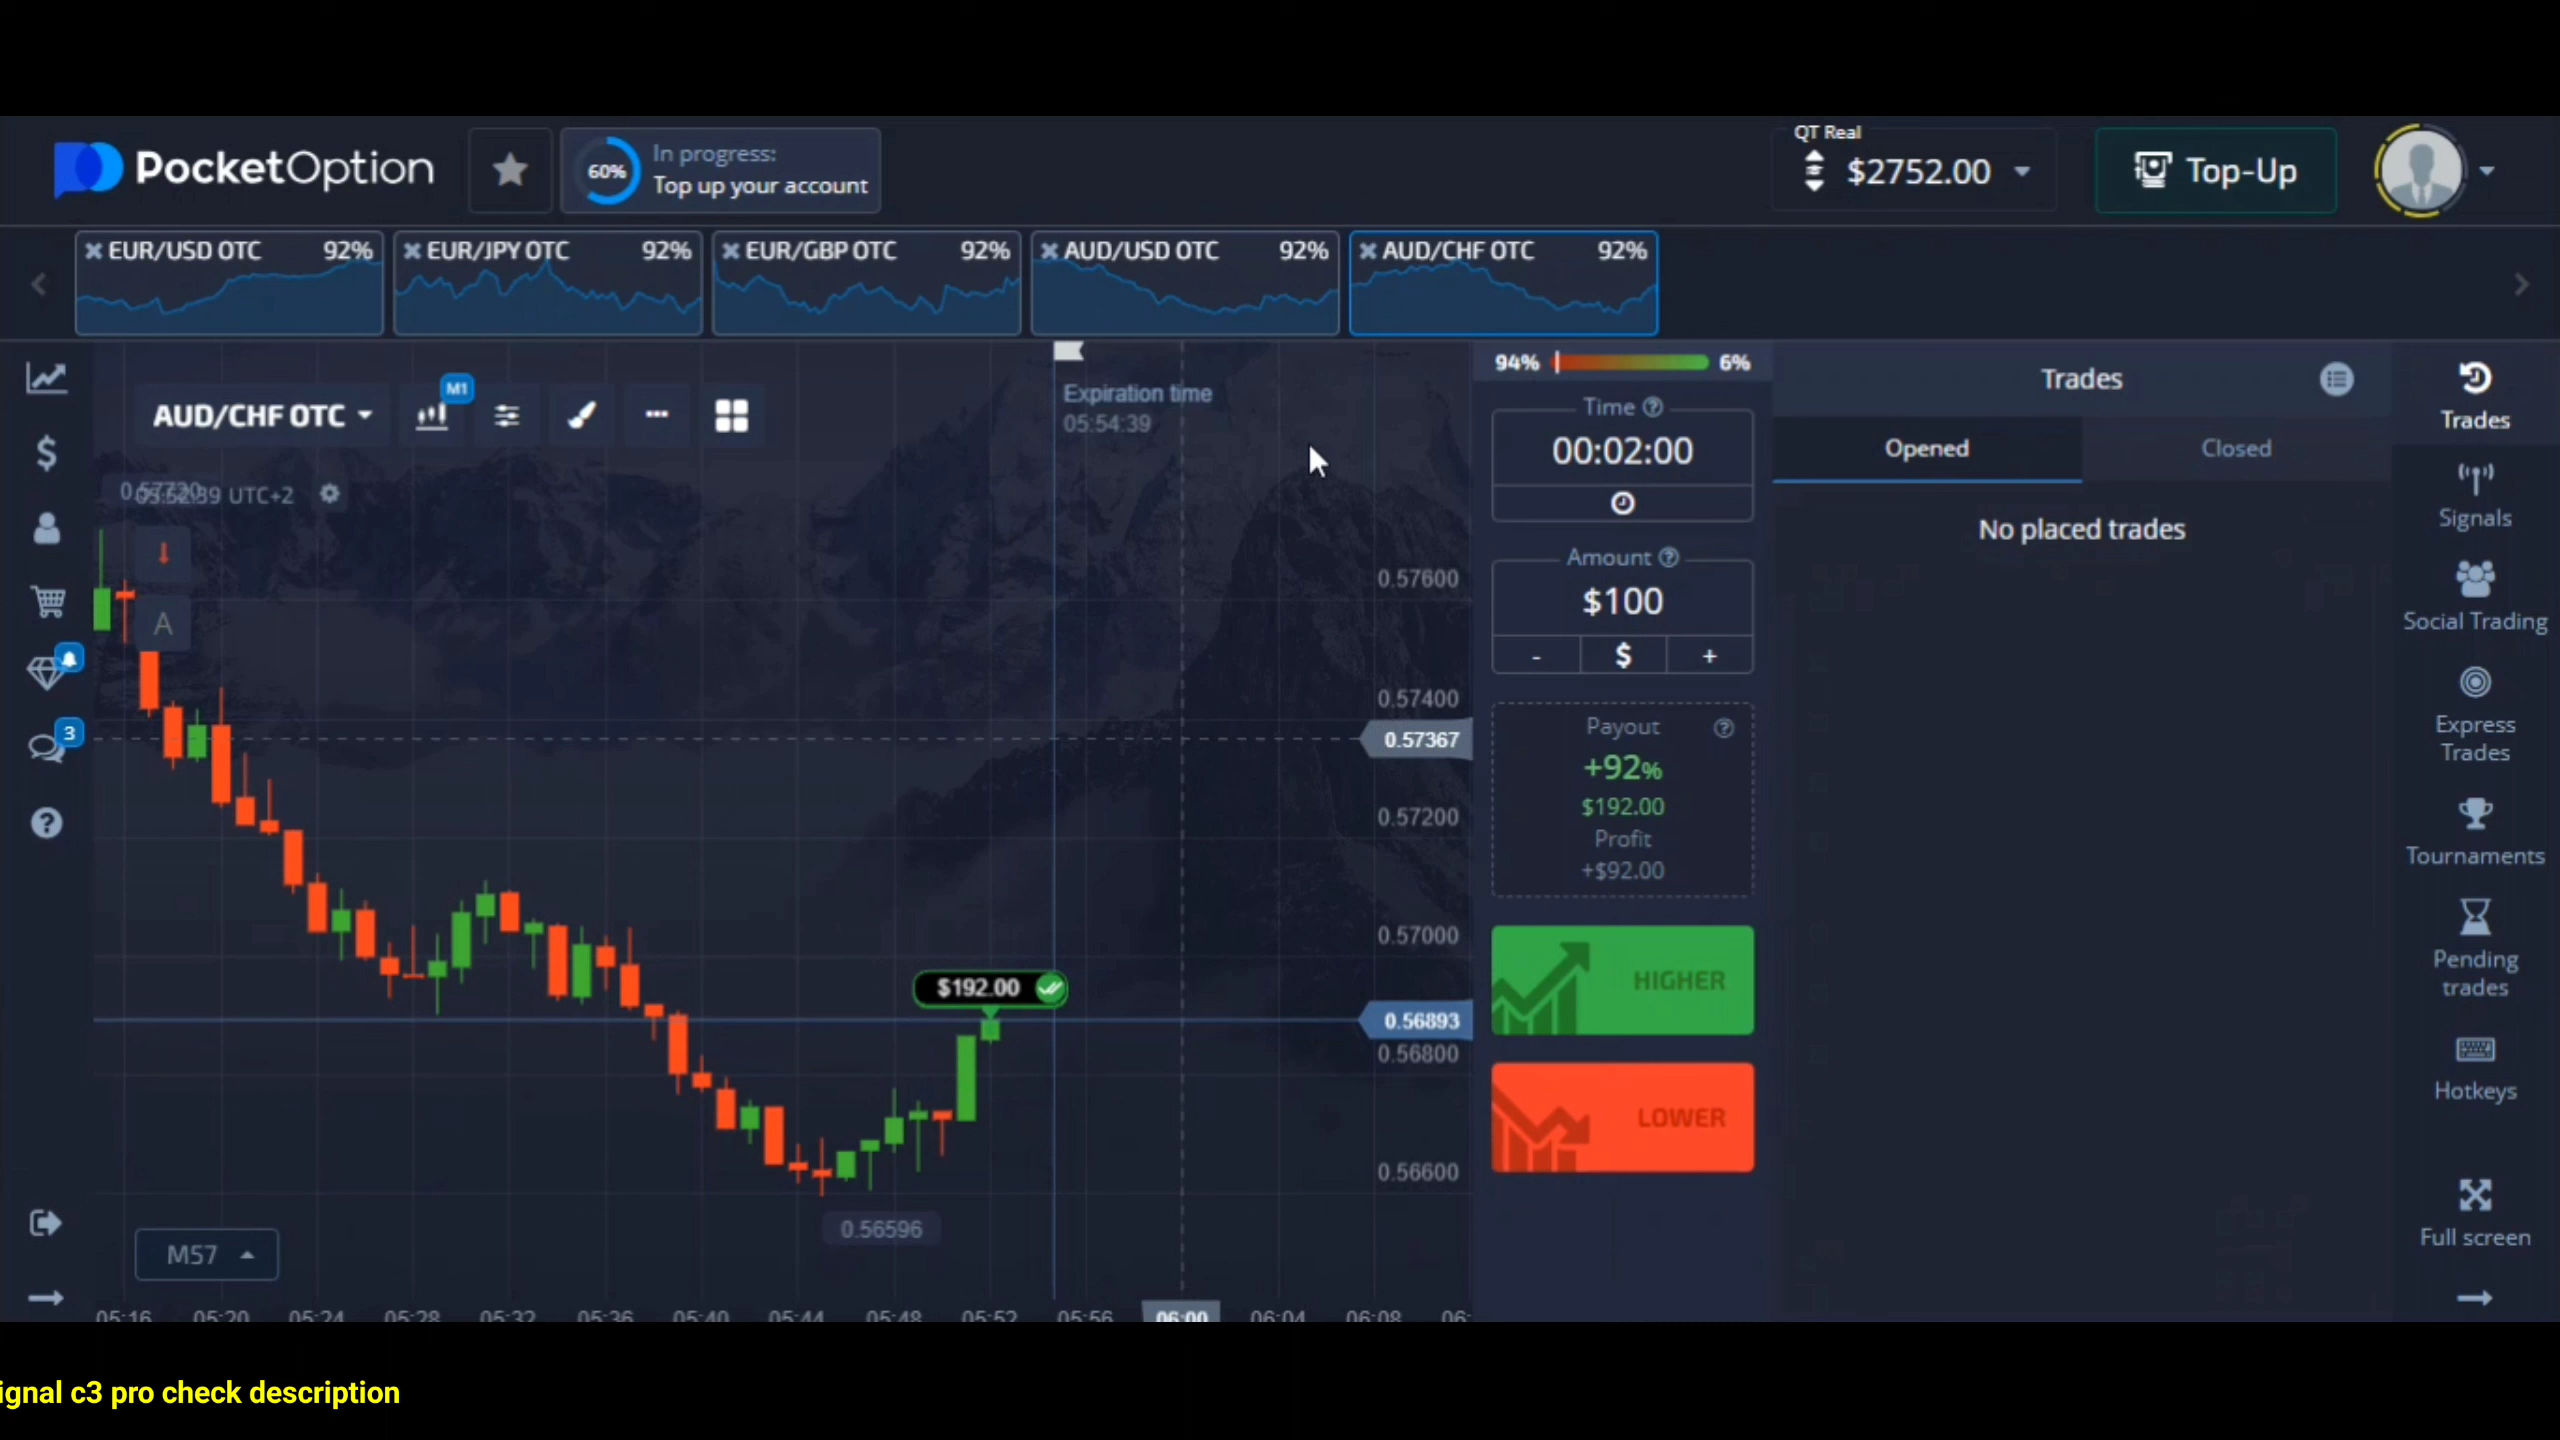 PocketOption
60%
In progress:
Top up your account
QT Real
$2752.00
Top-Up
EUR/USD OTC 92%
EUR/JPY OTC 92%
EUR/GBP OTC 92%
AUD/USD OTC 92%
AUD/CHF OTC 92%
AUD/CHF OTC
M1
UTC+2
A
Expiration time
05:54:39
0.57600
0.57400
0.57367
0.57200
0.57000
0.56893
0.56800
0.56600
$192.00
0.56596
M57
05:16 05:20 05:24 05:28 05:32 05:36 05:40 05:44 05:48 05:52 05:56 06:00 06:04 06:08 06:
94% 6%
Time
00:02:00
Amount
$100
- $ +
Payout
+92%
$192.00
Profit
+$92.00
HIGHER
LOWER
Trades
Opened Closed
No placed trades
3
Trades
Signals
Social Trading
Express
Trades
Tournaments
Pending
trades
Hotkeys
Full screen
ignal c3 pro check description